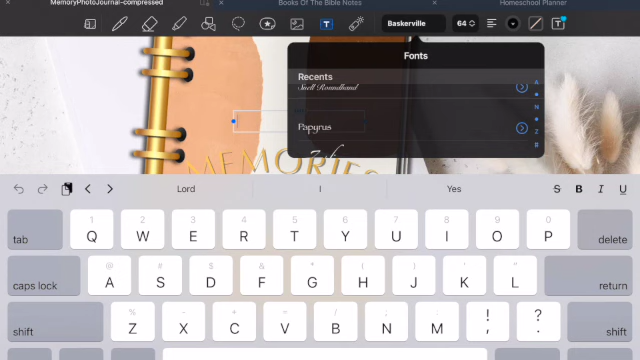 MemoryPhotoJournal-compressed
Books Of The Bible Notes
Homeschool Planner
Baskerville
64
Fonts
Recents
Snell Roundhand
Papyrus
Zapf
A
N
Z
#
MEMORIES
Lord
I
Yes
S B I U
tab
1 2 3 4 5 6 7 8 9 0
Q W E R T Y U I O P
delete
caps lock
@ # $ & * ( ) ' "
A S D F G H J K L
return
shift
% - + = / ; : ! ?
Z X C V B N M , .
shift